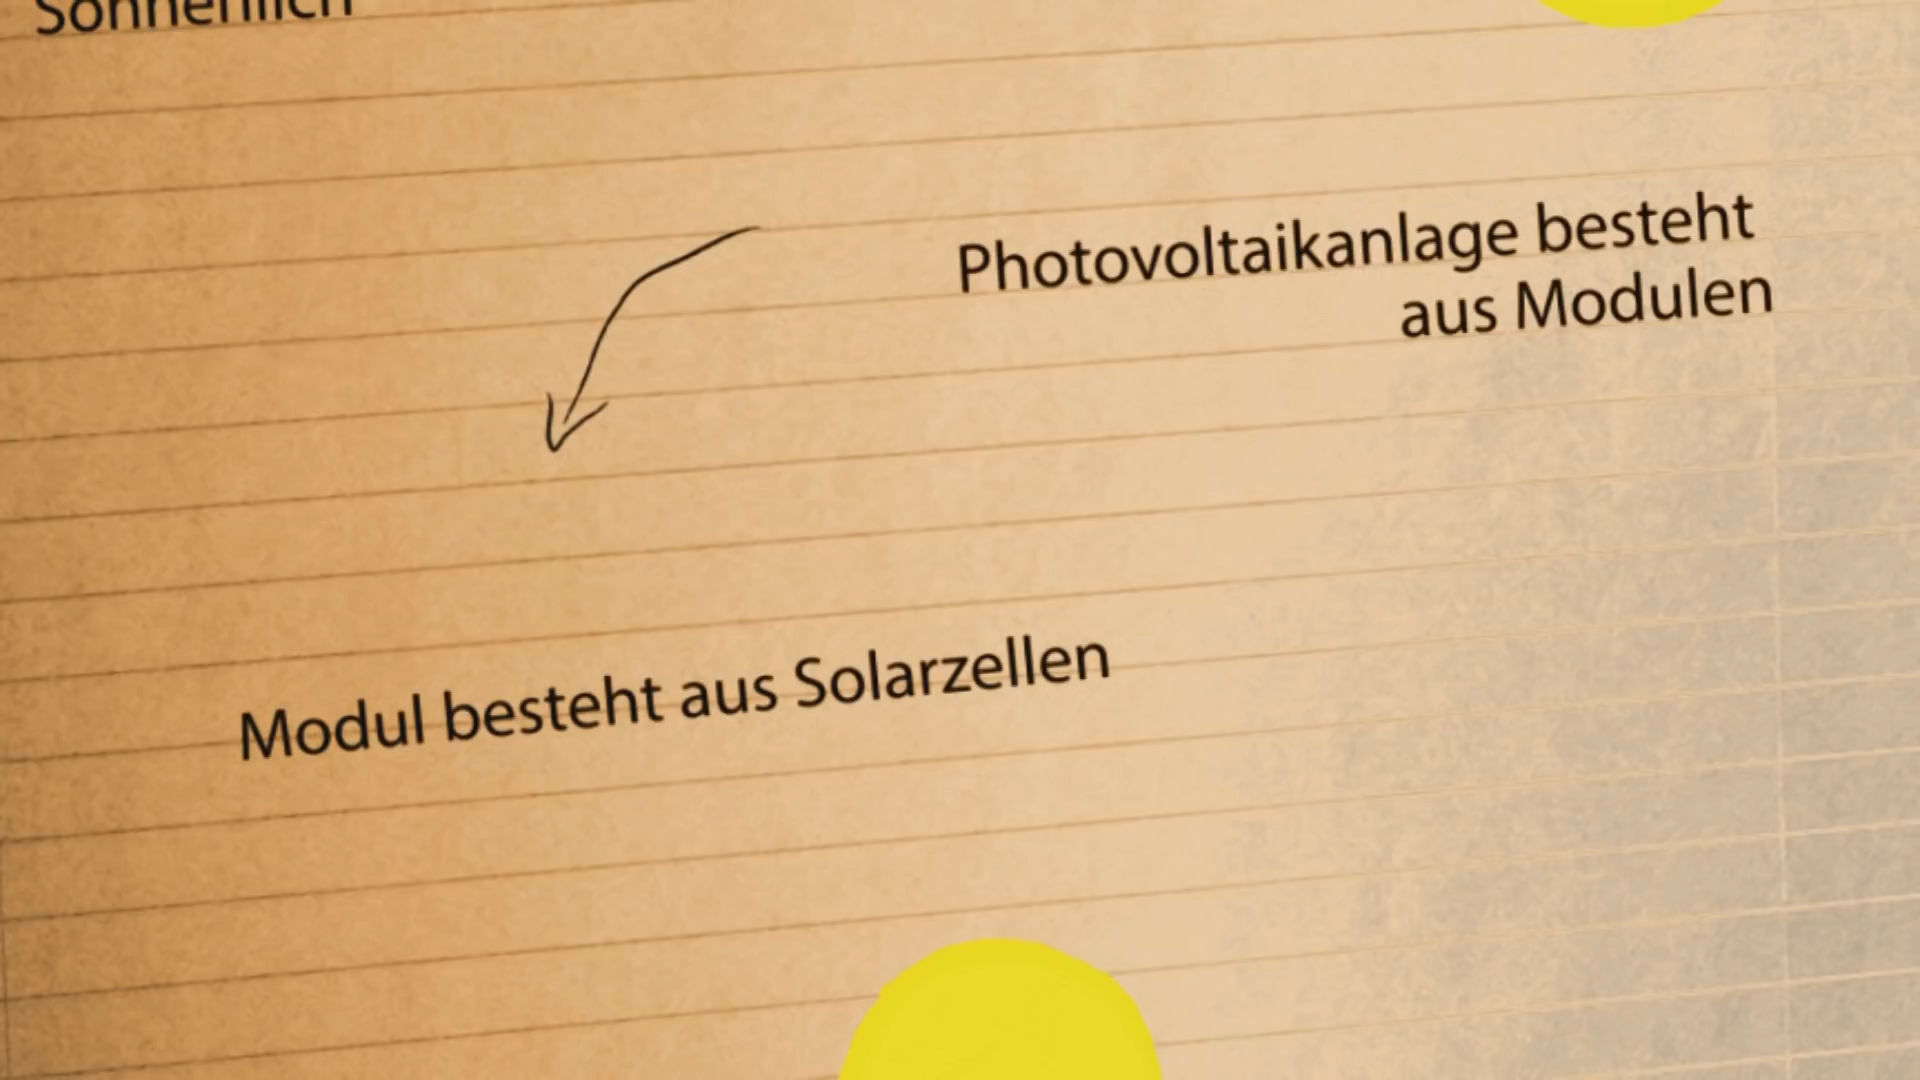 Photovoltaikanlage besteht
aus Modulen
Modul besteht aus Solarzellen